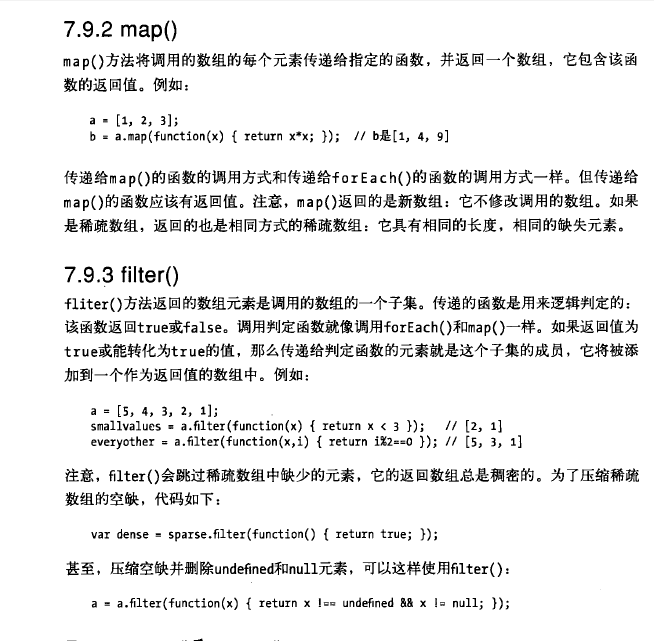 7.9.2 map()
map()方法将调用的数组的每个元素传递给指定的函数，并返回一个数组，它包含该函
数的返回值。例如：
a = [1, 2, 3];
b = a.map(function(x) { return x*x; }); // b是[1, 4, 9]
传递给map()的函数的调用方式和传递给forEach()的函数的调用方式一样。但传递给
map()的函数应该有返回值。注意，map()返回的是新数组：它不修改调用的数组。如果
是稀疏数组，返回的也是相同方式的稀疏数组：它具有相同的长度，相同的缺失元素。
7.9.3 filter()
fliter()方法返回的数组元素是调用的数组的一个子集。传递的函数是用来逻辑判定的：
该函数返回true或false。调用判定函数就像调用forEach()和map()一样。如果返回值为
true或能转化为true的值，那么传递给判定函数的元素就是这个子集的成员，它将被添
加到一个作为返回值的数组中。例如：
a = [5, 4, 3, 2, 1];
smallvalues = a.filter(function(x) { return x < 3 }); // [2, 1]
everyother = a.filter(function(x,i) { return i%2==0 }); // [5, 3, 1]
注意，filter()会跳过稀疏数组中缺少的元素，它的返回数组总是稠密的。为了压缩稀疏
数组的空缺，代码如下：
var dense = sparse.filter(function() { return true; });
甚至，压缩空缺并删除undefined和null元素，可以这样使用filter()：
a = a.filter(function(x) { return x !== undefined && x != null; });